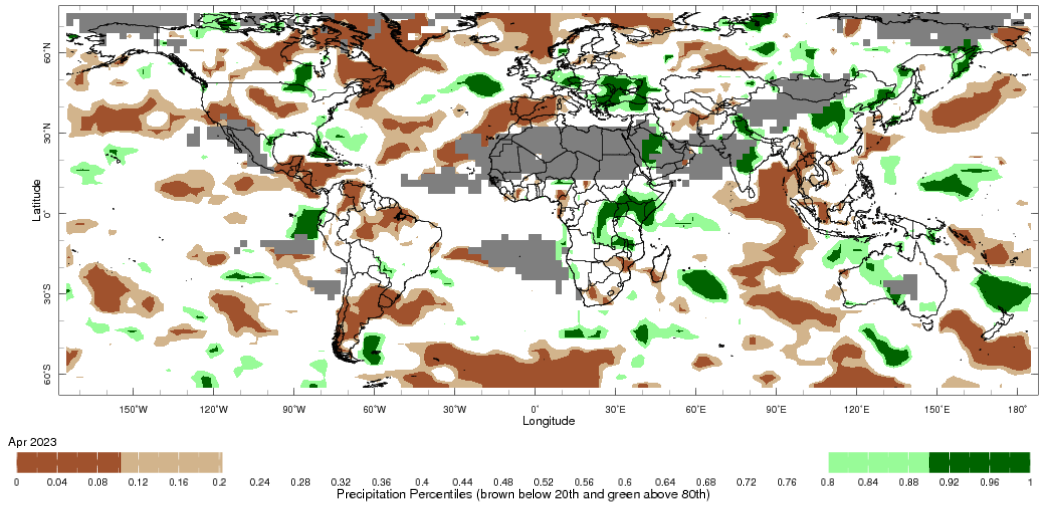 60°N
30°N
0°
30°S
60°S
Latitude
150°W 120°W 90°W 60°W 30°W 0° 30°E 60°E 90°E 120°E 150°E 180°
Longitude
Apr 2023
0 0.04 0.08 0.12 0.16 0.2 0.24 0.28 0.32 0.36 0.4 0.44 0.48 0.52 0.56 0.6 0.64 0.68 0.72 0.76 0.8 0.84 0.88 0.92 0.96 1
Precipitation Percentiles (brown below 20th and green above 80th)